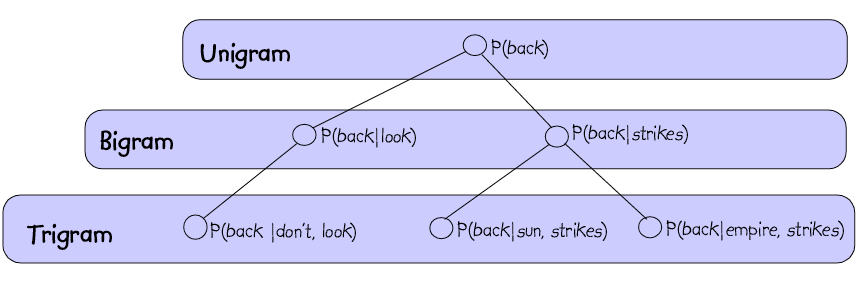 Unigram
P(back)
Bigram
P(back|look)
P(back|strikes)
Trigram
P(back |don't, look)
P(back|sun, strikes)
P(back|empire, strikes)